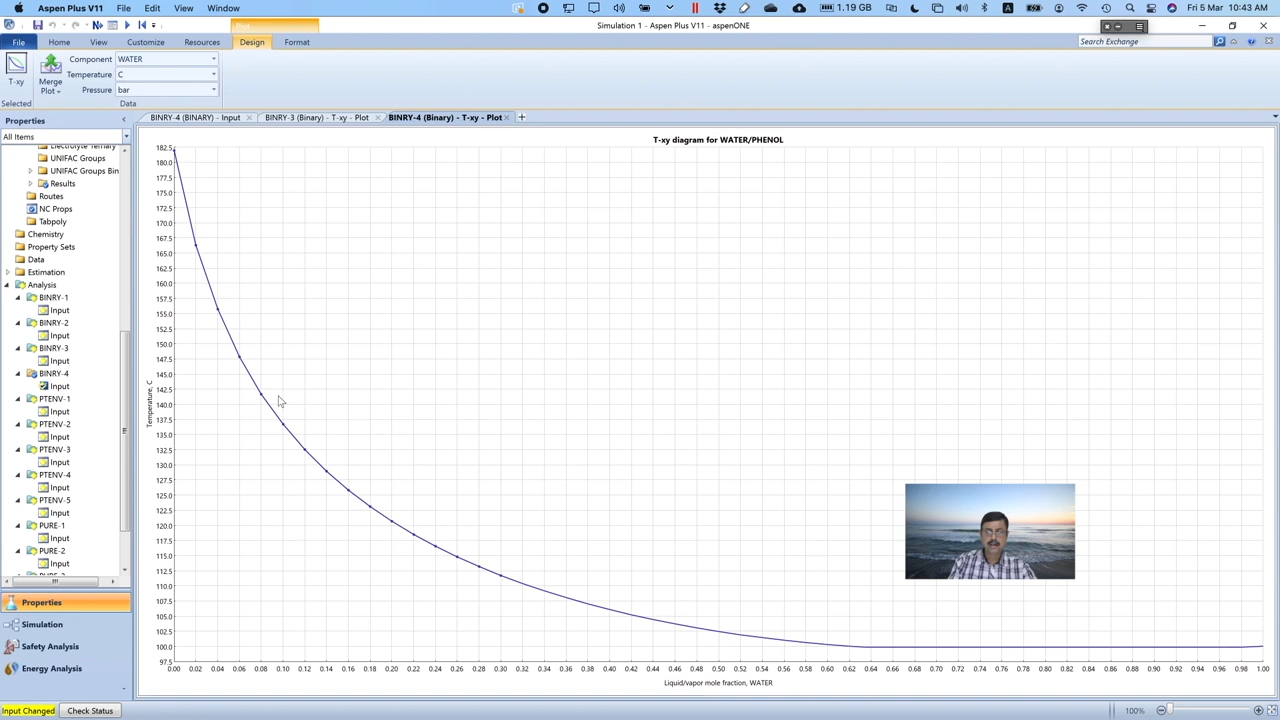 Aspen Plus V11 File Edit View Window
1.19 GB A Fri 5 Mar 10:43 AM
Plot
Simulation 1 - Aspen Plus V11 - aspenONE
File Home View Customize Resources Design Format
Search Exchange
T-xy
Merge Plot
Component WATER
Temperature C
Pressure bar
Selected Data
Properties
BINRY-4 (BINARY) - Input BINRY-3 (Binary) - T-xy - Plot BINRY-4 (Binary) - T-xy - Plot +
All Items
Electrolyte Ternary
UNIFAC Groups
UNIFAC Groups Bin
Results
Routes
NC Props
Tabpoly
Chemistry
Property Sets
Data
Estimation
Analysis
BINRY-1
Input
BINRY-2
Input
BINRY-3
Input
BINRY-4
Input
PTENV-1
Input
PTENV-2
Input
PTENV-3
Input
PTENV-4
Input
PTENV-5
Input
PURE-1
Input
PURE-2
Input
Properties
Simulation
Safety Analysis
Energy Analysis
T-xy diagram for WATER/PHENOL
182.5
180.0
177.5
175.0
172.5
170.0
167.5
165.0
162.5
160.0
157.5
155.0
152.5
150.0
147.5
145.0
142.5
140.0
137.5
135.0
132.5
130.0
127.5
125.0
122.5
120.0
117.5
115.0
112.5
110.0
107.5
105.0
102.5
100.0
97.5
Temperature, C
0.00 0.02 0.04 0.06 0.08 0.10 0.12 0.14 0.16 0.18 0.20 0.22 0.24 0.26 0.28 0.30 0.32 0.34 0.36 0.38 0.40 0.42 0.44 0.46 0.48 0.50 0.52 0.54 0.56 0.58 0.60 0.62 0.64 0.66 0.68 0.70 0.72 0.74 0.76 0.78 0.80 0.82 0.84 0.86 0.88 0.90 0.92 0.94 0.96 0.98 1.00
Liquid/vapor mole fraction, WATER
Input Changed Check Status 100%